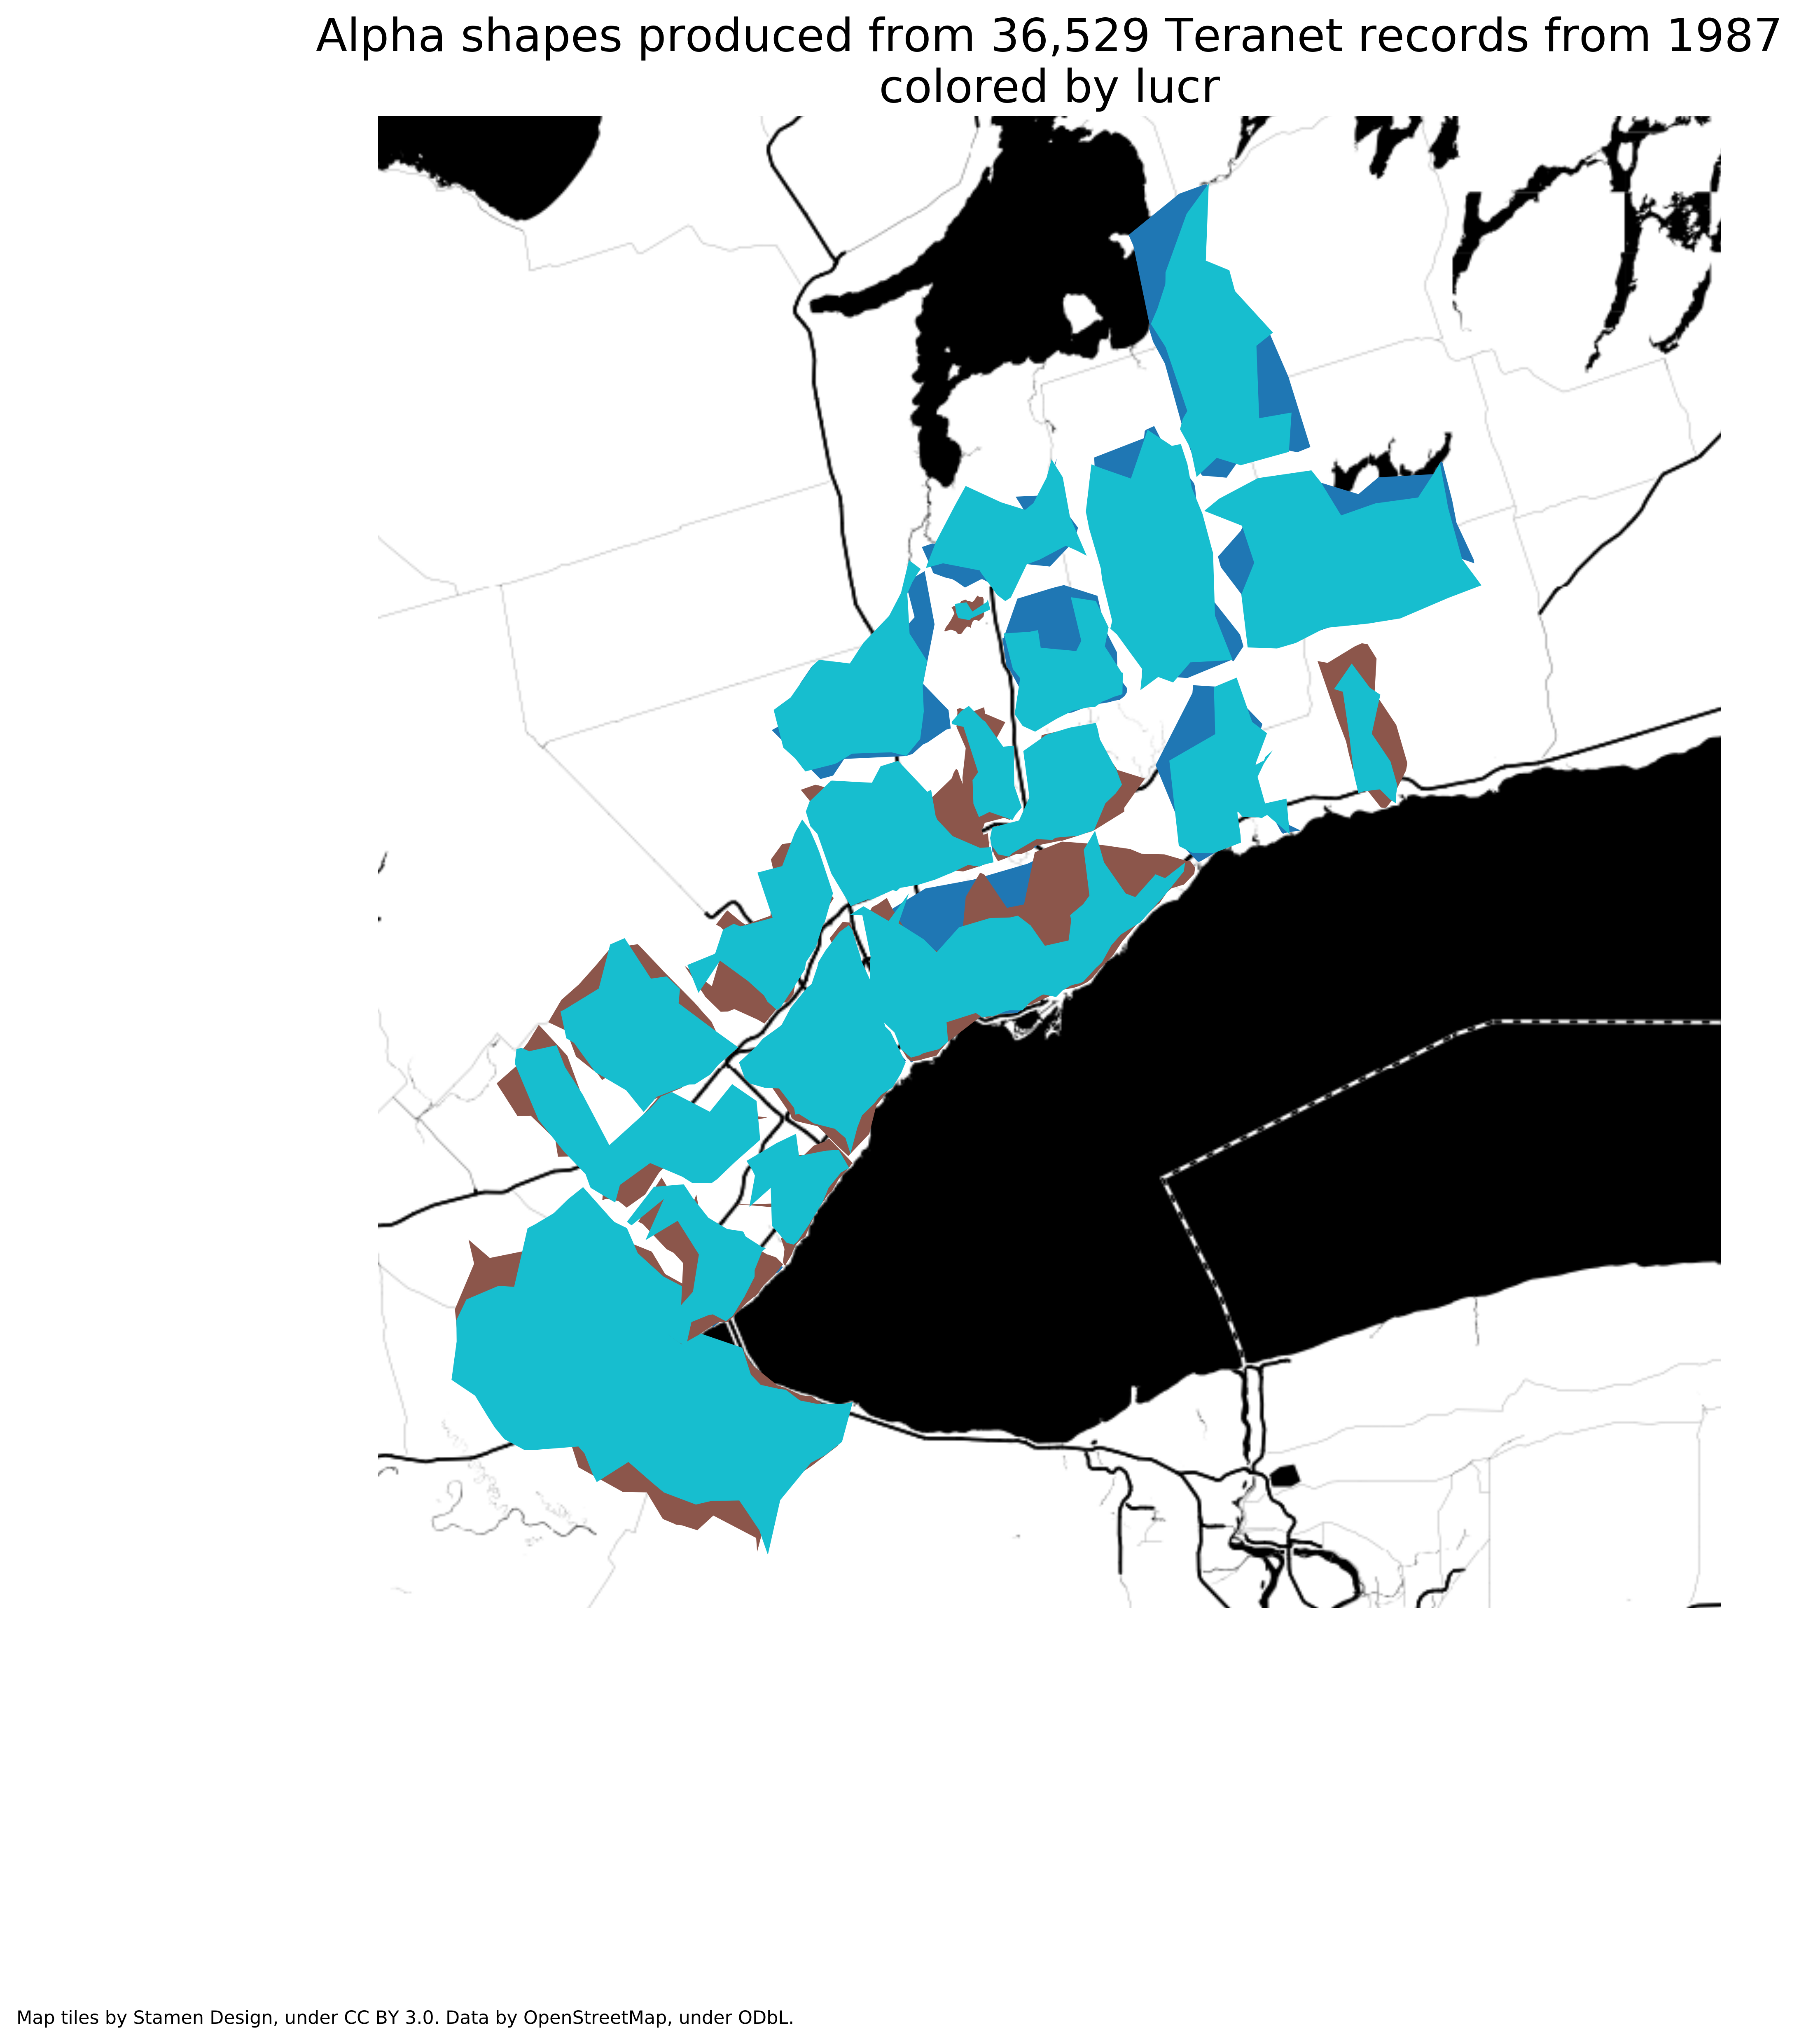 Alpha shapes produced from 36,529 Teranet records from 1987
colored by lucr
Map tiles by Stamen Design, under CC BY 3.0. Data by OpenStreetMap, under ODbL.